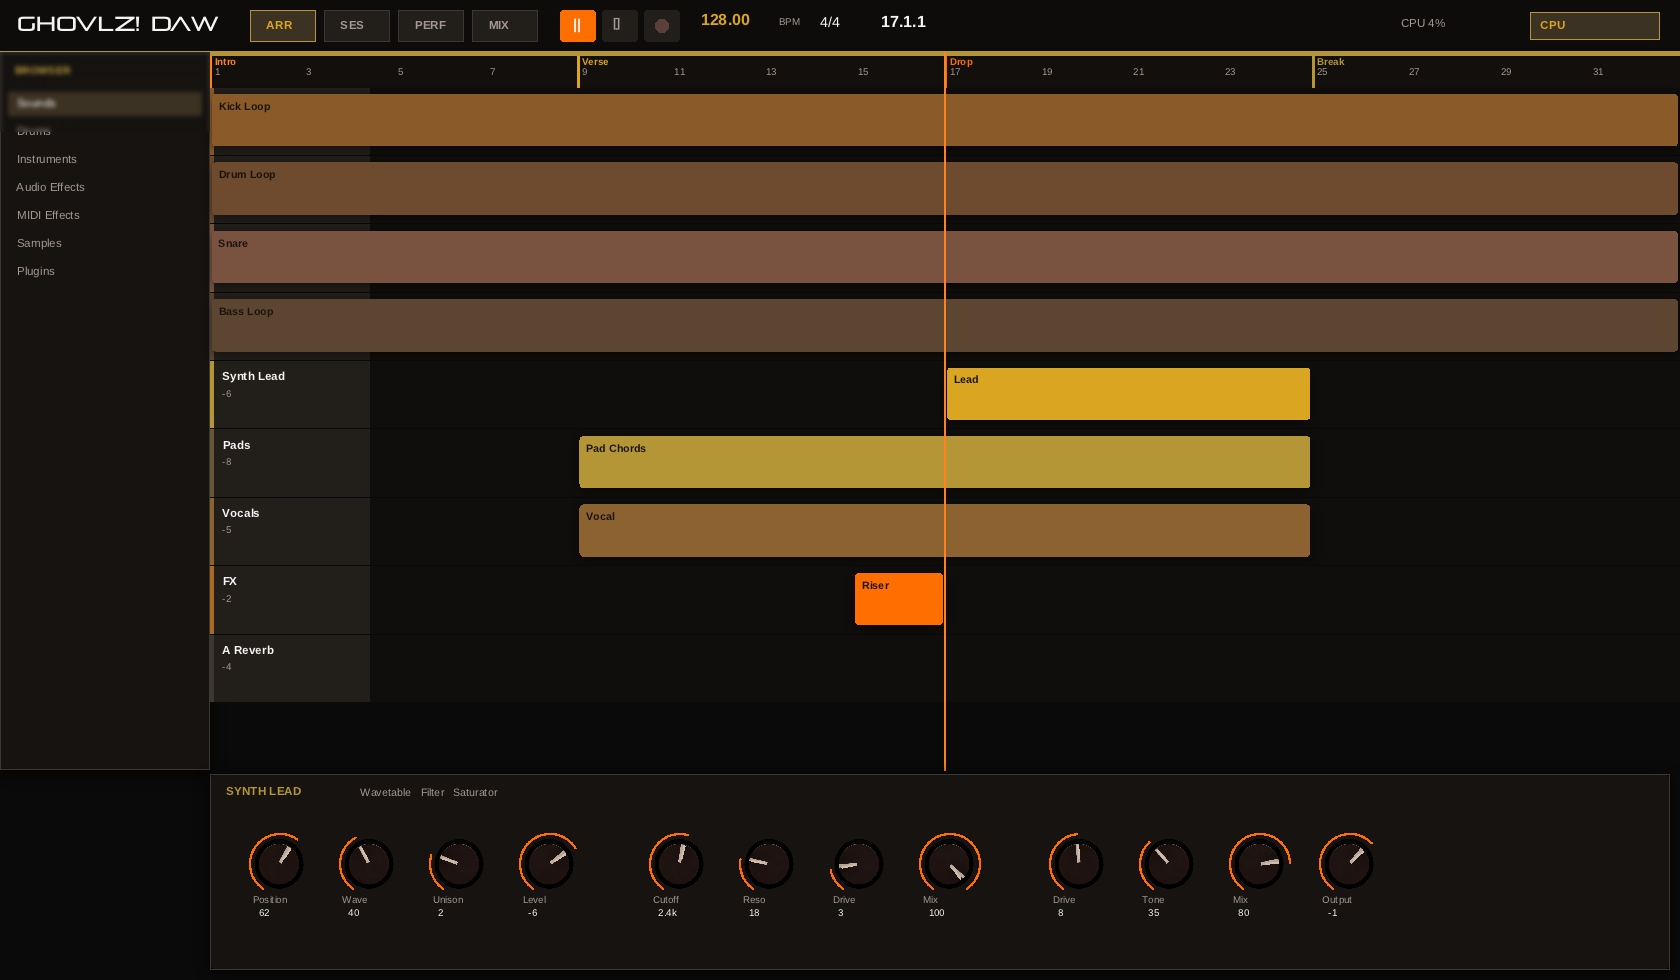 GHOVLZ! DAW
ARR SES PERF MIX 128.00 BPM 4/4 17.1.1 CPU 4% CPU
BROWSER
Sounds
Drums
Instruments
Audio Effects
MIDI Effects
Samples
Plugins
Intro Verse Drop Break
1 3 5 7 9 11 13 15 17 19 21 23 25 27 29 31
Kick Loop
Drum Loop
Snare
Bass Loop
Synth Lead
-6
Lead
Pads
-8
Pad Chords
Vocals
-5
Vocal
FX
-2
Riser
A Reverb
-4
SYNTH LEAD Wavetable Filter Saturator
Position Wave Unison Level Cutoff Reso Drive Mix Drive Tone Mix Output
62 40 2 -6 2.4k 18 3 100 8 35 80 -1